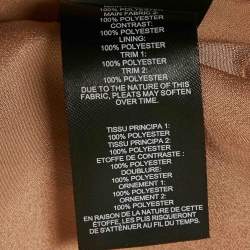 100% POLYESTER
MAIN FABRIC 2:
100% POLYESTER
CONTRAST:
100% POLYESTER
LINING:
100% POLYESTER
TRIM 1:
100% POLYESTER
TRIM 2:
100% POLYESTER
DUE TO THE NATURE OF THIS
FABRIC, PLEATS MAY SOFTEN
OVER TIME.
TISSU PRINCIPA 1:
100% POLYESTER
TISSU PRINCIPA 2:
100% POLYESTER
ETOFFE DE CONTRASTE :
100% POLYESTER
DOUBLURE:
100% POLYESTER
ORNEMENT 1:
100% POLYESTER
ORNEMENT 2:
100% POLYESTER
EN RAISON DE LA NATURE DE CETTE
ÉTOFFE, LES PLIS RISQUERONT
DE S'ATTÉNUER AU FIL DU TEMPS.